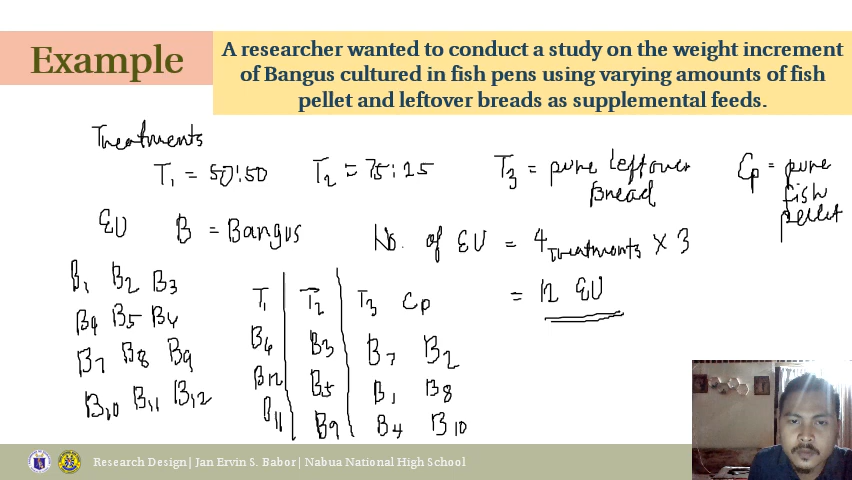 Example
A researcher wanted to conduct a study on the weight increment
of Bangus cultured in fish pens using varying amounts of fish
pellet and leftover breads as supplemental feeds.
Treatments
T1 = 50:50 T2 = 75:25 T3 = pure leftover bread Cp = pure fish pellet
EU B = Bangus No. of EU = 4 Treatments × 3
= 12 EU
B1 B2 B3
B4 B5 B6
B7 B8 B9
B10 B11 B12
T1 T2 T3 Cp
B6 B3 B7 B2
B12 B5 B1 B8
B11 B9 B4 B10
Research Design| Jan Ervin S. Babor| Nabua National High School